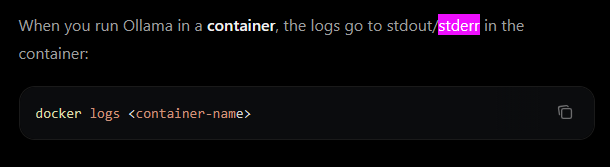 When you run Ollama in a container, the logs go to stdout/stderr in the
container:
docker logs <container-name>